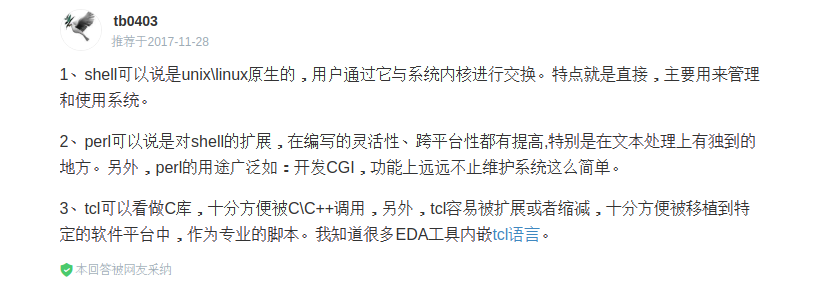 tb0403
推荐于2017-11-28
1、shell可以说是unix\linux原生的，用户通过它与系统内核进行交换。特点就是直接，主要用来管理
和使用系统。
2、perl可以说是对shell的扩展，在编写的灵活性、跨平台性都有提高,特别是在文本处理上有独到的
地方。另外，perl的用途广泛如：开发CGI，功能上远远不止维护系统这么简单。
3、tcl可以看做C库，十分方便被C\C++调用，另外，tcl容易被扩展或者缩减，十分方便被移植到特
定的软件平台中，作为专业的脚本。我知道很多EDA工具内嵌tcl语言。
本回答被网友采纳